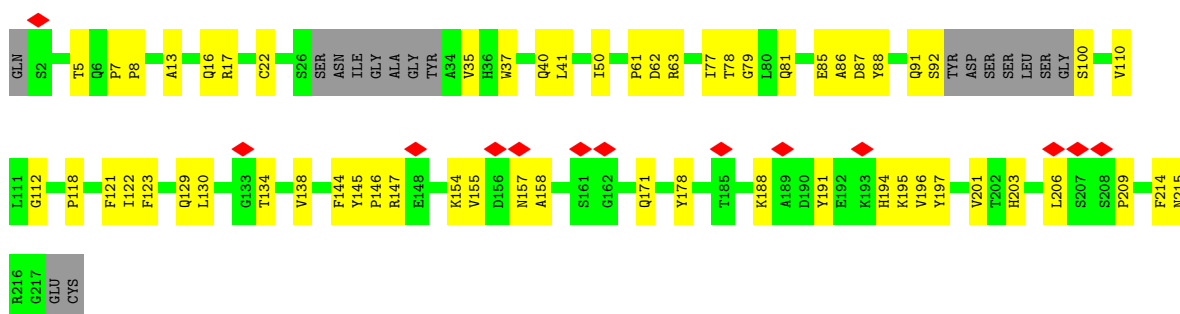 GLN S2 T5 Q6 P7 P8 A13 Q16 R17 C22 S26 SER ASN ILE GLY ALA GLY TYR A34 V35 H36 W37 Q40 L41 I50 P61 D62 R63 I77 T78 G79 L80 Q81 E85 A86 D87 Y88 Q91 S92 TYR ASP SER SER LEU SER GLY S100 V110
L111 G112 P118 F121 I122 F123 Q129 L130 G133 T134 V138 F144 Y145 P146 R147 E148 K154 V155 D156 N157 A158 S161 G162 Q171 Y178 T185 K188 A189 D190 Y191 E192 K193 H194 K195 V196 Y197 V201 T202 H203 L206 S207 S208 P209 F214 N215
R216 G217 GLU CYS